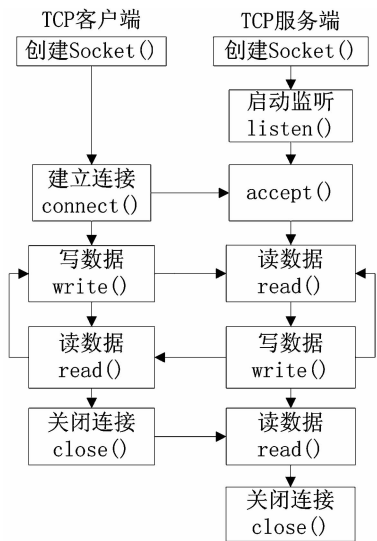 TCP客户端
TCP服务端
创建Socket()
创建Socket()
启动监听
listen()
建立连接
connect()
accept()
写数据
write()
读数据
read()
读数据
read()
写数据
write()
关闭连接
close()
读数据
read()
关闭连接
close()